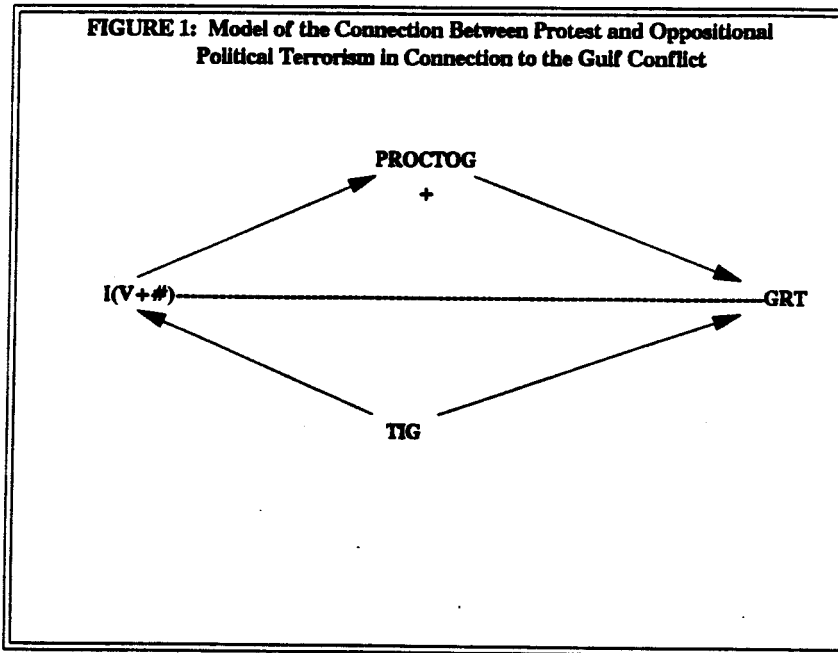 FIGURE 1: Model of the Connection Between Protest and Oppositional
Political Terrorism in Connection to the Gulf Conflict
PROCTOG
+
I(V+#)
GRT
TIG